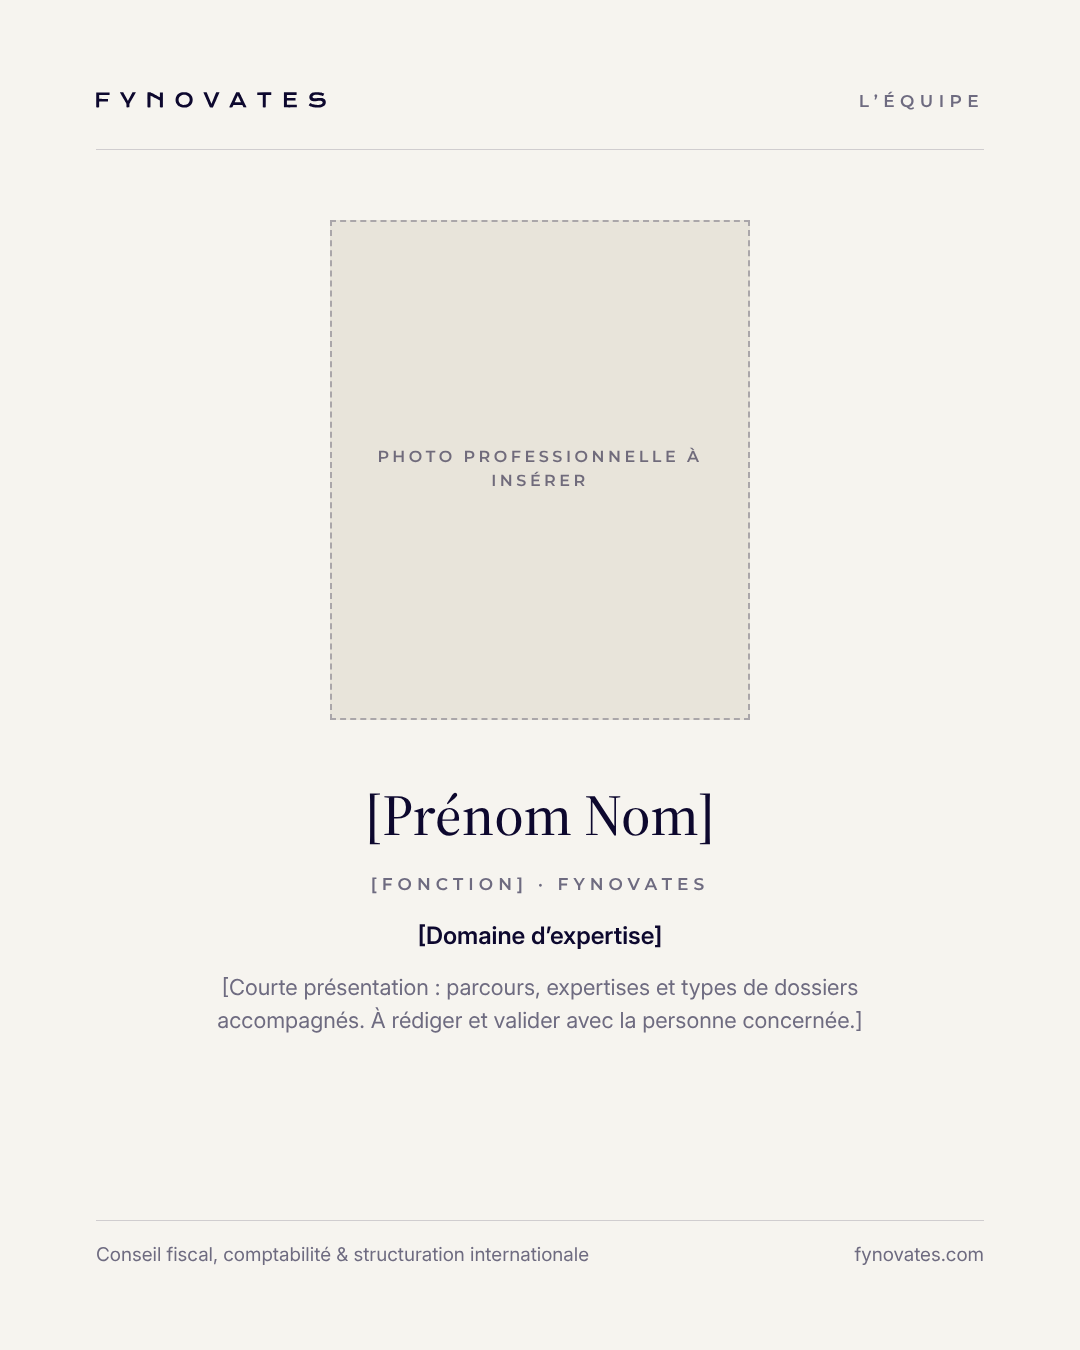 FYNOVATES
L’ÉQUIPE
PHOTO PROFESSIONNELLE À
INSÉRER
[Prénom Nom]
[FONCTION] · FYNOVATES
[Domaine d’expertise]
[Courte présentation : parcours, expertises et types de dossiers
accompagnés. À rédiger et valider avec la personne concernée.]
Conseil fiscal, comptabilité & structuration internationale
fynovates.com